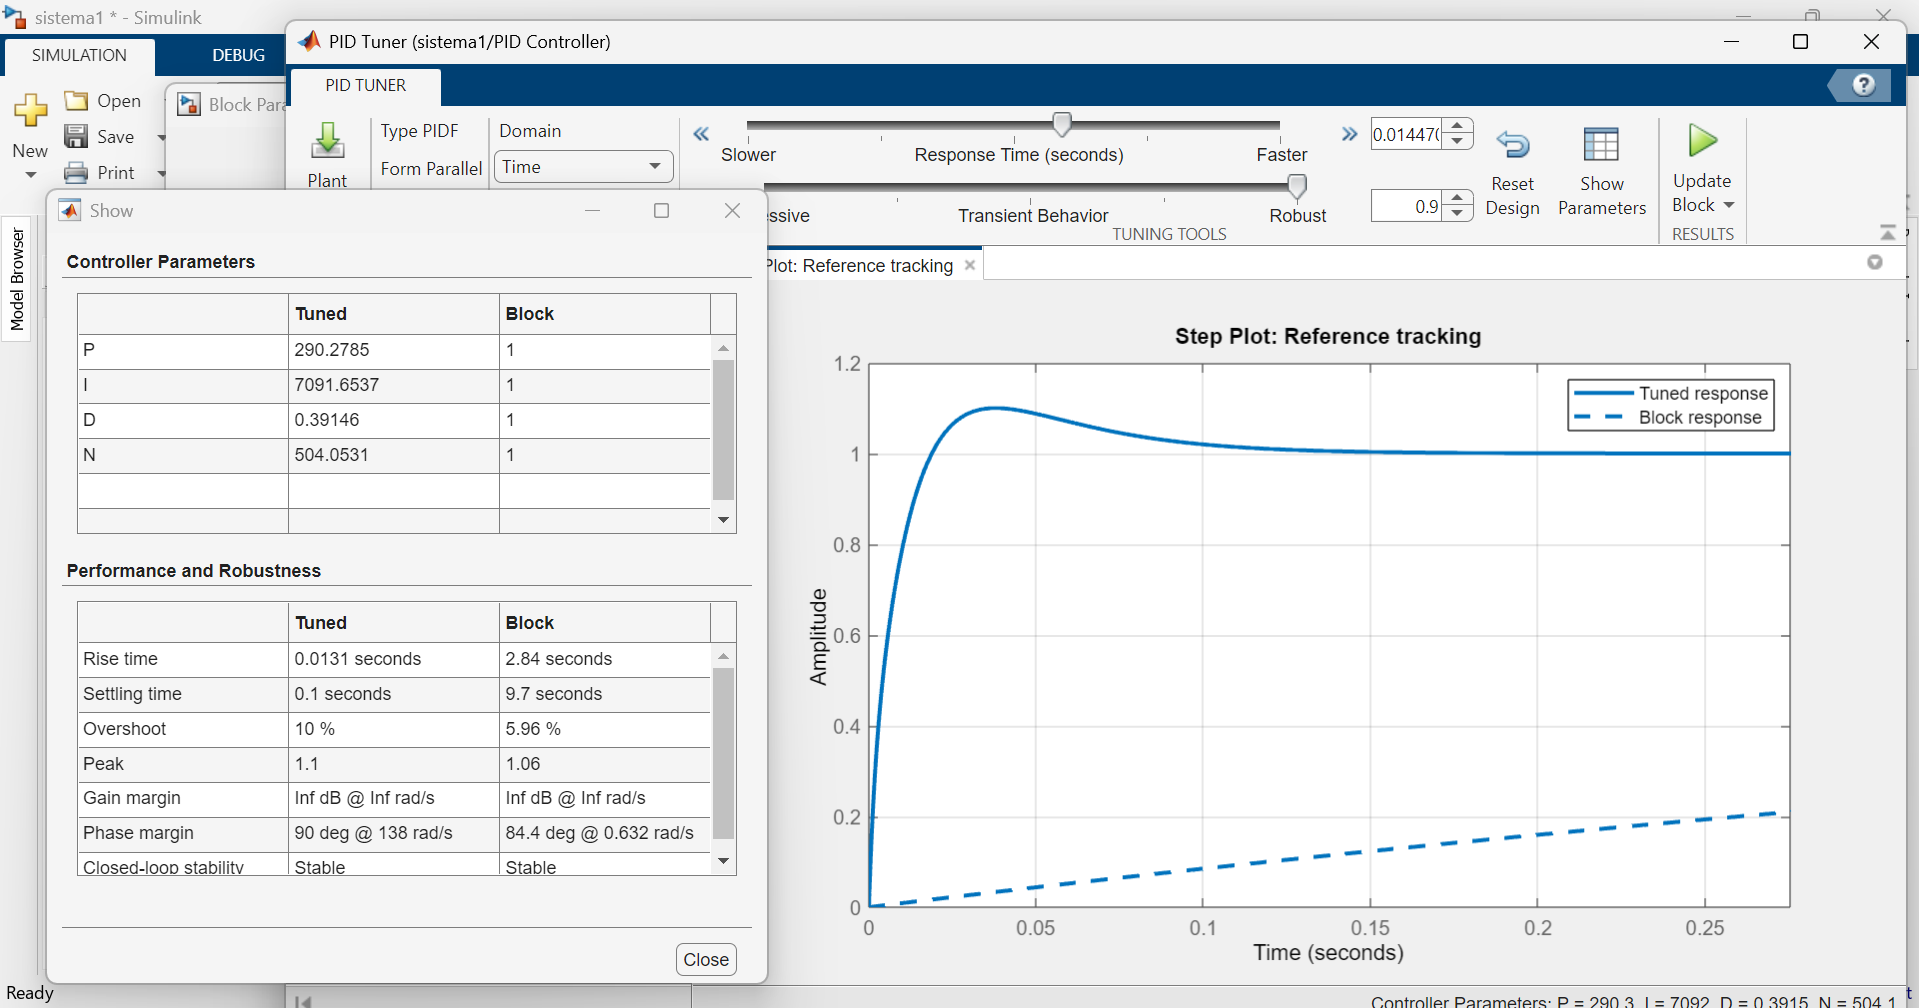 sistema1 * - Simulink
SIMULATION
DEBUG
New
Open
Save
Print
Block Para
Model Browser
Ready
PID Tuner (sistema1/PID Controller)
PID TUNER
Plant
Type PIDF
Form Parallel
Domain
Time
Slower
Response Time (seconds)
Faster
0.01447(
ssive
Transient Behavior
Robust
0.9
TUNING TOOLS
Reset
Design
Show
Parameters
Update
Block
RESULTS
Plot: Reference tracking
Show
Controller Parameters
Tuned Block
P 290.2785 1
I 7091.6537 1
D 0.39146 1
N 504.0531 1
Performance and Robustness
Tuned Block
Rise time 0.0131 seconds 2.84 seconds
Settling time 0.1 seconds 9.7 seconds
Overshoot 10 % 5.96 %
Peak 1.1 1.06
Gain margin Inf dB @ Inf rad/s Inf dB @ Inf rad/s
Phase margin 90 deg @ 138 rad/s 84.4 deg @ 0.632 rad/s
Closed-loop stability Stable Stable
Close
Step Plot: Reference tracking
Tuned response
Block response
Amplitude
1.2
1
0.8
0.6
0.4
0.2
0
0 0.05 0.1 0.15 0.2 0.25
Time (seconds)
Controller Parameters: P = 290.3, I = 7092, D = 0.3915, N = 504.1